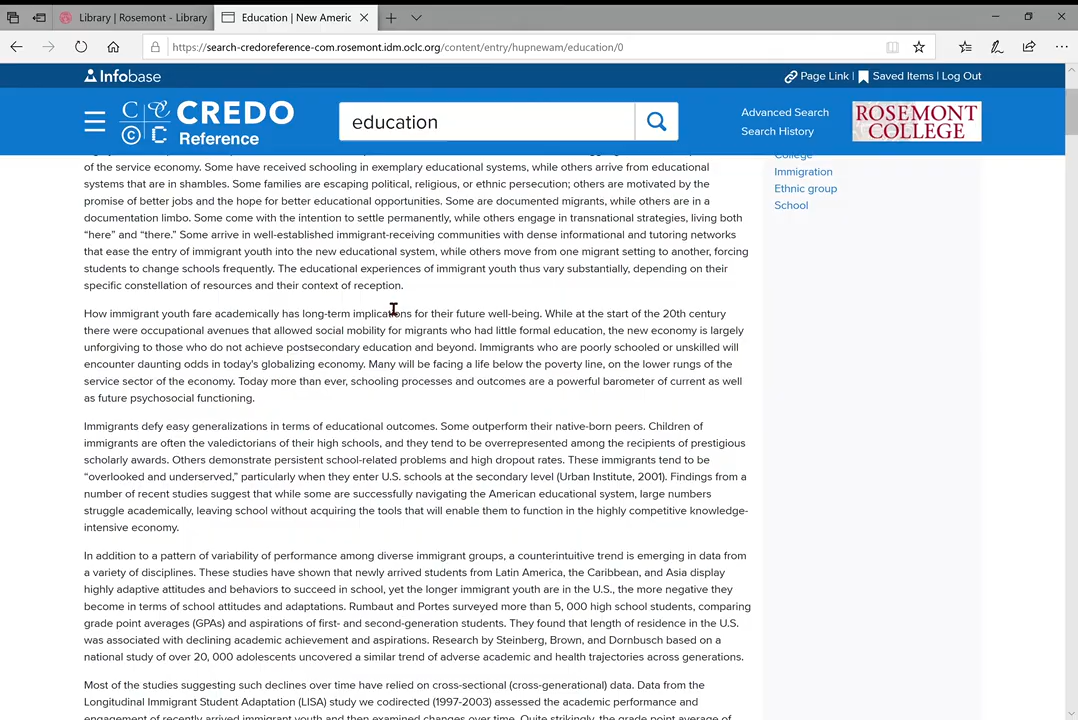 Library | Rosemont - Library
Education | New Americ
https://search-credoreference-com.rosemont.idm.oclc.org/content/entry/hupnewam/education/0
Infobase
Page Link |
Saved Items | Log Out
CREDO
Reference
education
Advanced Search
Search History
ROSEMONT
COLLEGE
College
Immigration
Ethnic group
School
of the service economy. Some have received schooling in exemplary educational systems, while others arrive from educational
systems that are in shambles. Some families are escaping political, religious, or ethnic persecution; others are motivated by the
promise of better jobs and the hope for better educational opportunities. Some are documented migrants, while others are in a
documentation limbo. Some come with the intention to settle permanently, while others engage in transnational strategies, living both
“here” and “there.” Some arrive in well-established immigrant-receiving communities with dense informational and tutoring networks
that ease the entry of immigrant youth into the new educational system, while others move from one migrant setting to another, forcing
students to change schools frequently. The educational experiences of immigrant youth thus vary substantially, depending on their
specific constellation of resources and their context of reception.
How immigrant youth fare academically has long-term implications for their future well-being. While at the start of the 20th century
there were occupational avenues that allowed social mobility for migrants who had little formal education, the new economy is largely
unforgiving to those who do not achieve postsecondary education and beyond. Immigrants who are poorly schooled or unskilled will
encounter daunting odds in today's globalizing economy. Many will be facing a life below the poverty line, on the lower rungs of the
service sector of the economy. Today more than ever, schooling processes and outcomes are a powerful barometer of current as well
as future psychosocial functioning.
Immigrants defy easy generalizations in terms of educational outcomes. Some outperform their native-born peers. Children of
immigrants are often the valedictorians of their high schools, and they tend to be overrepresented among the recipients of prestigious
scholarly awards. Others demonstrate persistent school-related problems and high dropout rates. These immigrants tend to be
“overlooked and underserved,” particularly when they enter U.S. schools at the secondary level (Urban Institute, 2001). Findings from a
number of recent studies suggest that while some are successfully navigating the American educational system, large numbers
struggle academically, leaving school without acquiring the tools that will enable them to function in the highly competitive knowledge-
intensive economy.
In addition to a pattern of variability of performance among diverse immigrant groups, a counterintuitive trend is emerging in data from
a variety of disciplines. These studies have shown that newly arrived students from Latin America, the Caribbean, and Asia display
highly adaptive attitudes and behaviors to succeed in school, yet the longer immigrant youth are in the U.S., the more negative they
become in terms of school attitudes and adaptations. Rumbaut and Portes surveyed more than 5, 000 high school students, comparing
grade point averages (GPAs) and aspirations of first- and second-generation students. They found that length of residence in the U.S.
was associated with declining academic achievement and aspirations. Research by Steinberg, Brown, and Dornbusch based on a
national study of over 20, 000 adolescents uncovered a similar trend of adverse academic and health trajectories across generations.
Most of the studies suggesting such declines over time have relied on cross-sectional (cross-generational) data. Data from the
Longitudinal Immigrant Student Adaptation (LISA) study we codirected (1997-2003) assessed the academic performance and
engagement of recently arrived immigrant youth and then examined changes over time. Quite strikingly, the grade point average of